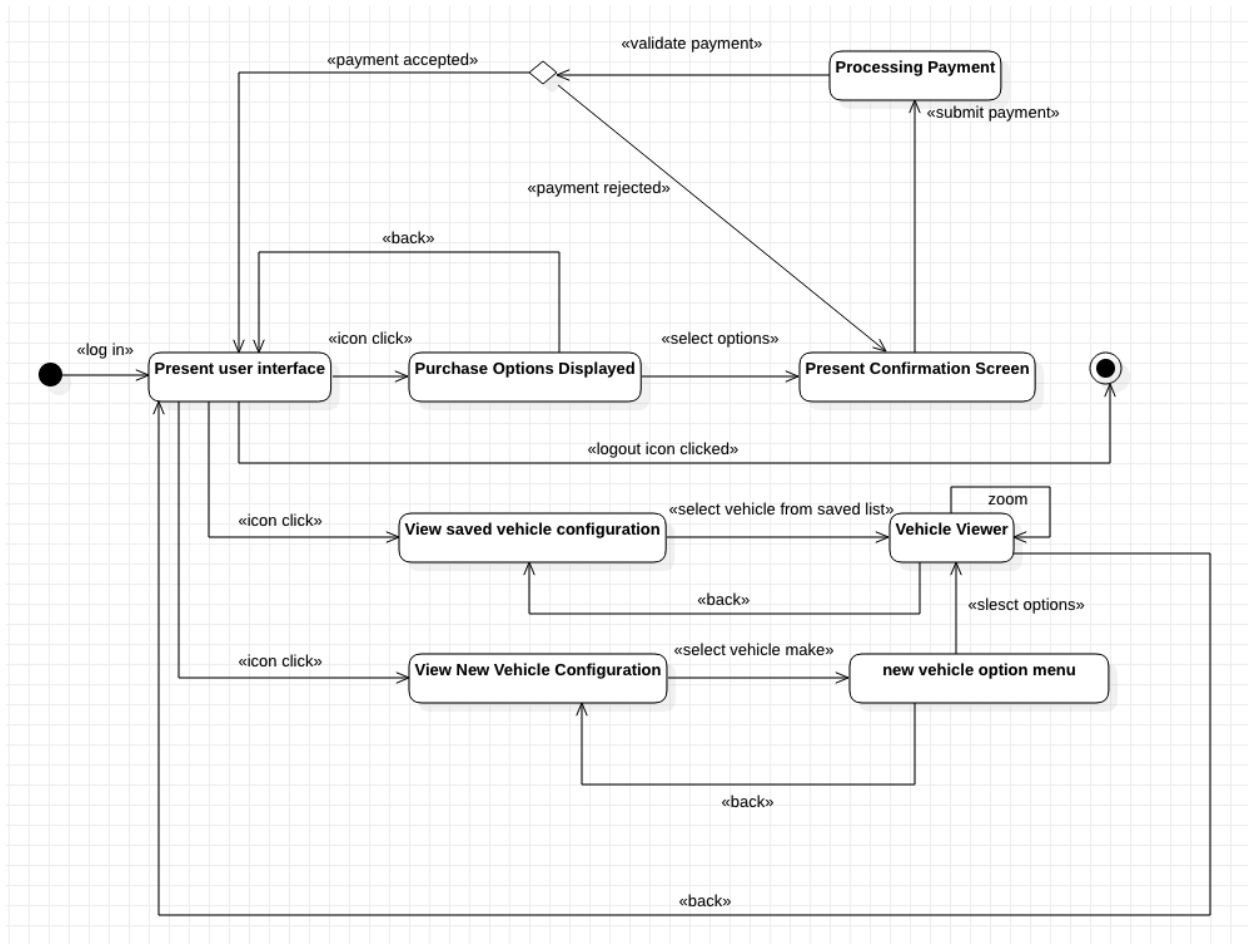 «validate payment»
«payment accepted»
Processing Payment
«submit payment»
«payment rejected»
«back»
«log in»
«icon click»
«select options»
Present user interface
Purchase Options Displayed
Present Confirmation Screen
«logout icon clicked»
zoom
«select vehicle from saved list»
«icon click»
View saved vehicle configuration
Vehicle Viewer
«back»
«slesct options»
«select vehicle make»
«icon click»
View New Vehicle Configuration
new vehicle option menu
«back»
«back»